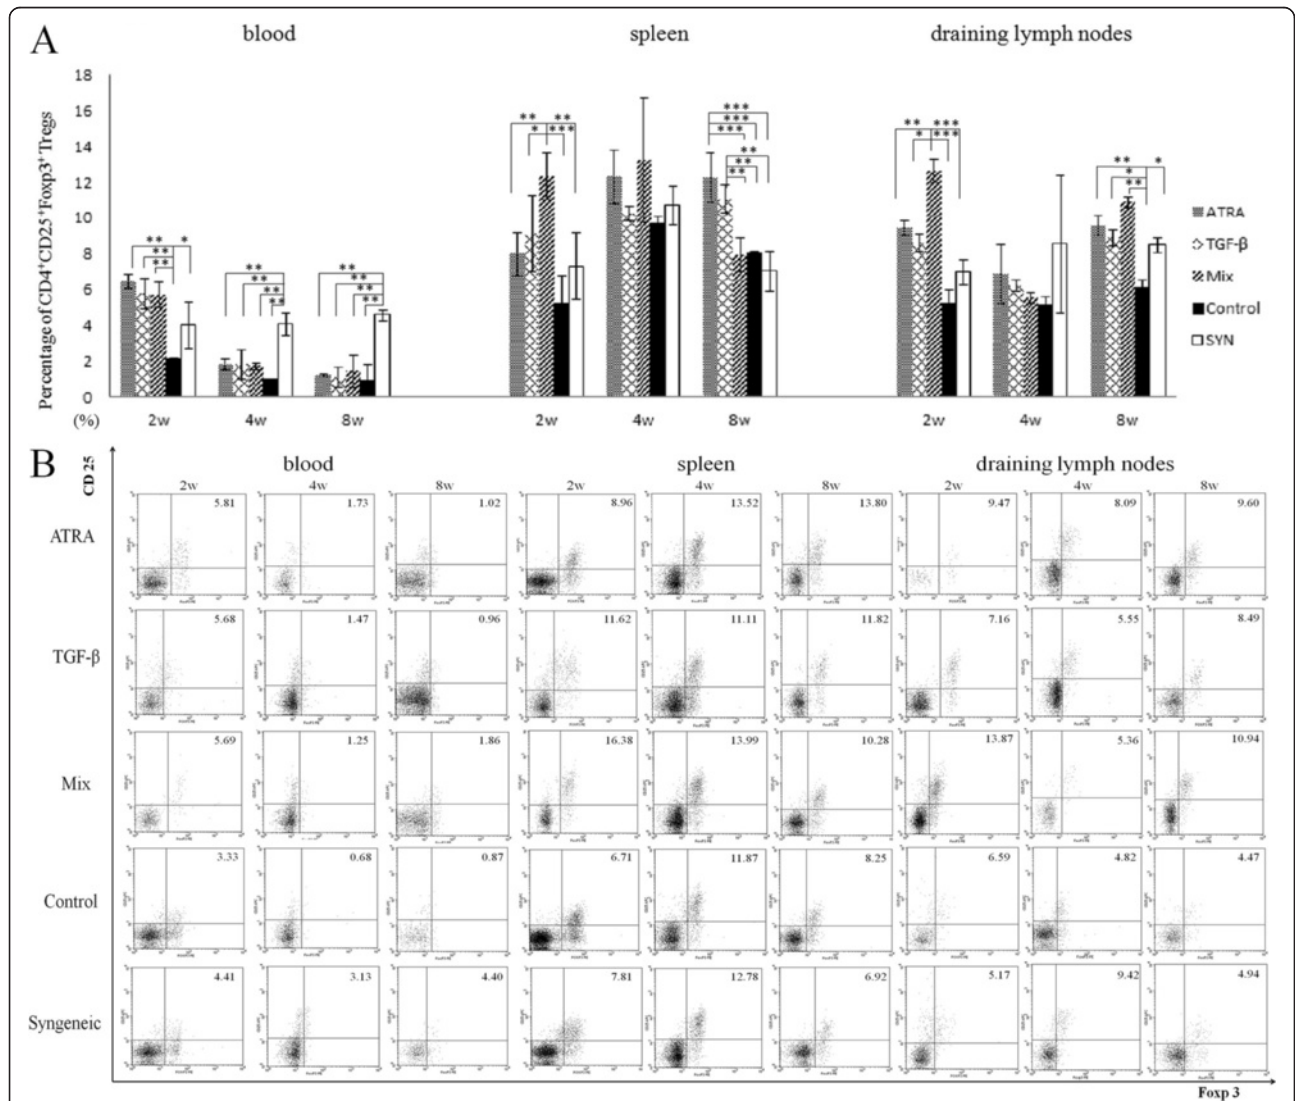 A
blood spleen draining lymph nodes
Percentage of CD4+CD25+Foxp3+Tregs
18
16
14
12
10
8
6
4
2
0
(%)
** *
**
**
**
**
**
**
**
**
**
**
** **
* ***
***
***
***
**
**
**
** ***
* ***
** *
*
**
ATRA
TGF-β
Mix
Control
SYN
2w 4w 8w 2w 4w 8w 2w 4w 8w
B
CD 25
blood spleen draining lymph nodes
2w 4w 8w 2w 4w 8w 2w 4w 8w
ATRA 5.81 1.73 1.02 8.96 13.52 13.80 9.47 8.09 9.60
TGF-β 5.68 1.47 0.96 11.62 11.11 11.82 7.16 5.55 8.49
Mix 5.69 1.25 1.86 16.38 13.99 10.28 13.87 5.36 10.94
Control 3.33 0.68 0.87 6.71 11.87 8.25 6.59 4.82 4.47
Syngeneic 4.41 3.13 4.40 7.81 12.78 6.92 5.17 9.42 4.94
Foxp 3